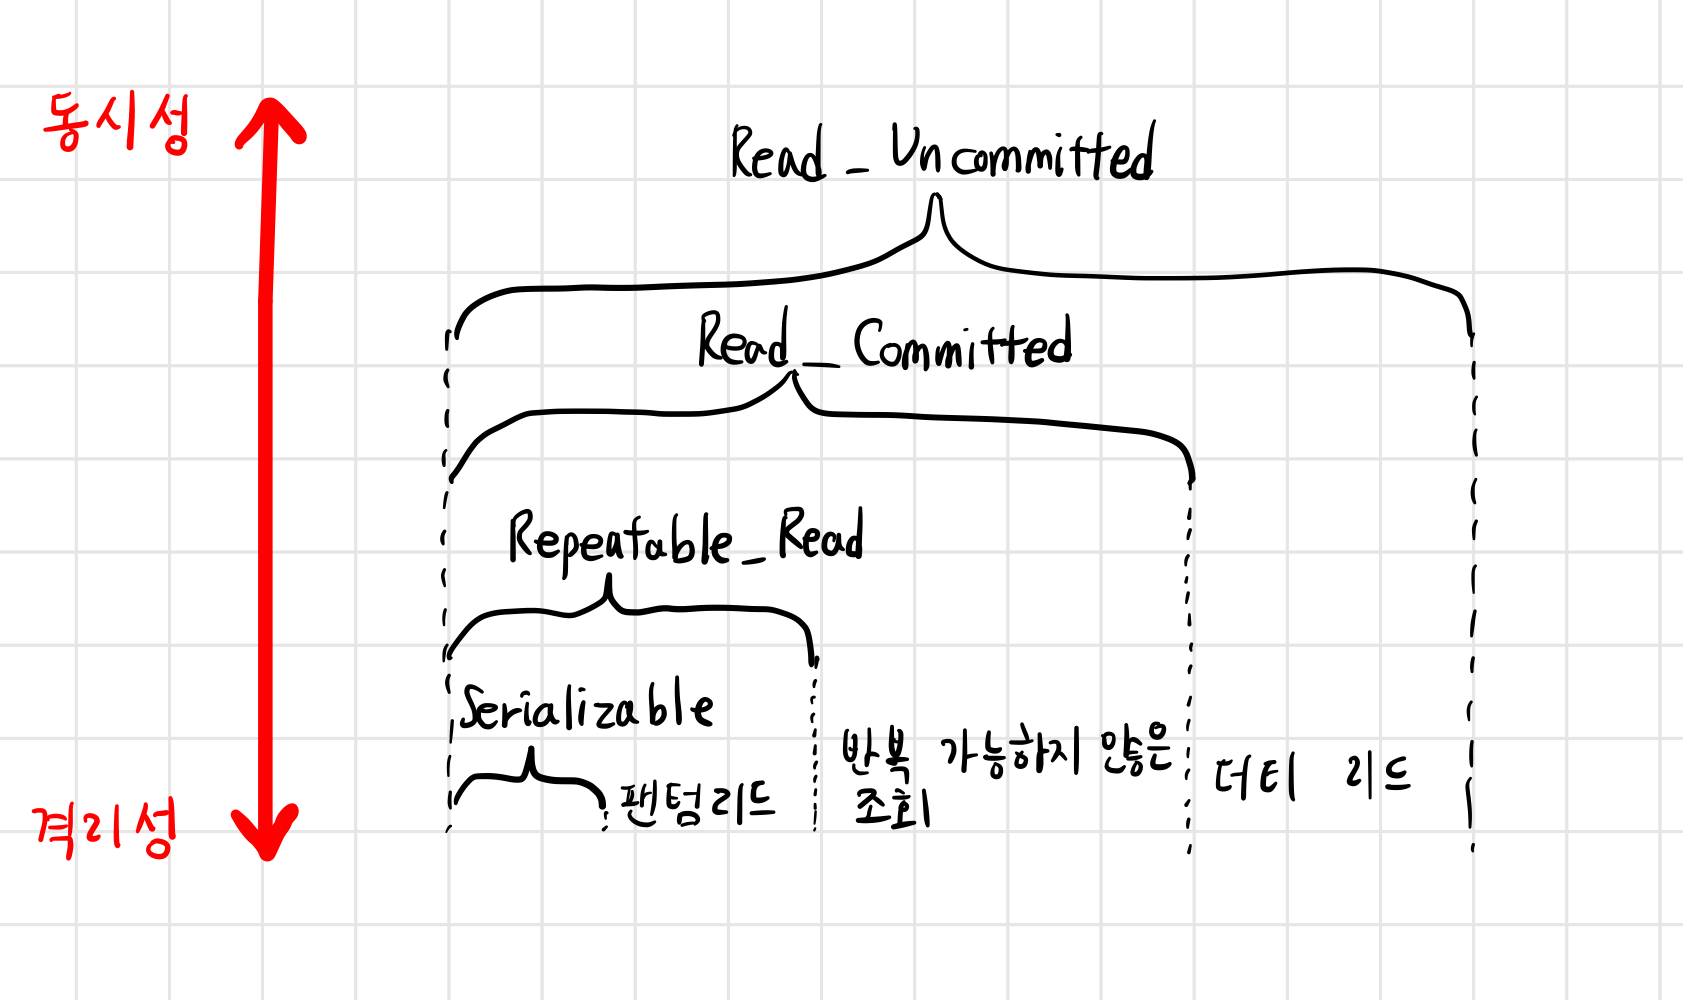 동시성
Read_Uncommitted
Read_Committed
Repeatable_Read
Serializable
팬텀리드
반복 가능하지 않은
조회
더티 리드
격리성